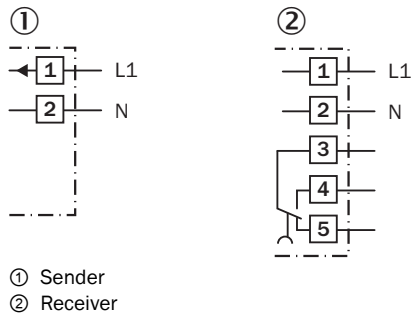 ① ②
1 L1 1 L1
2 N 2 N
3
4
5
① Sender
② Receiver